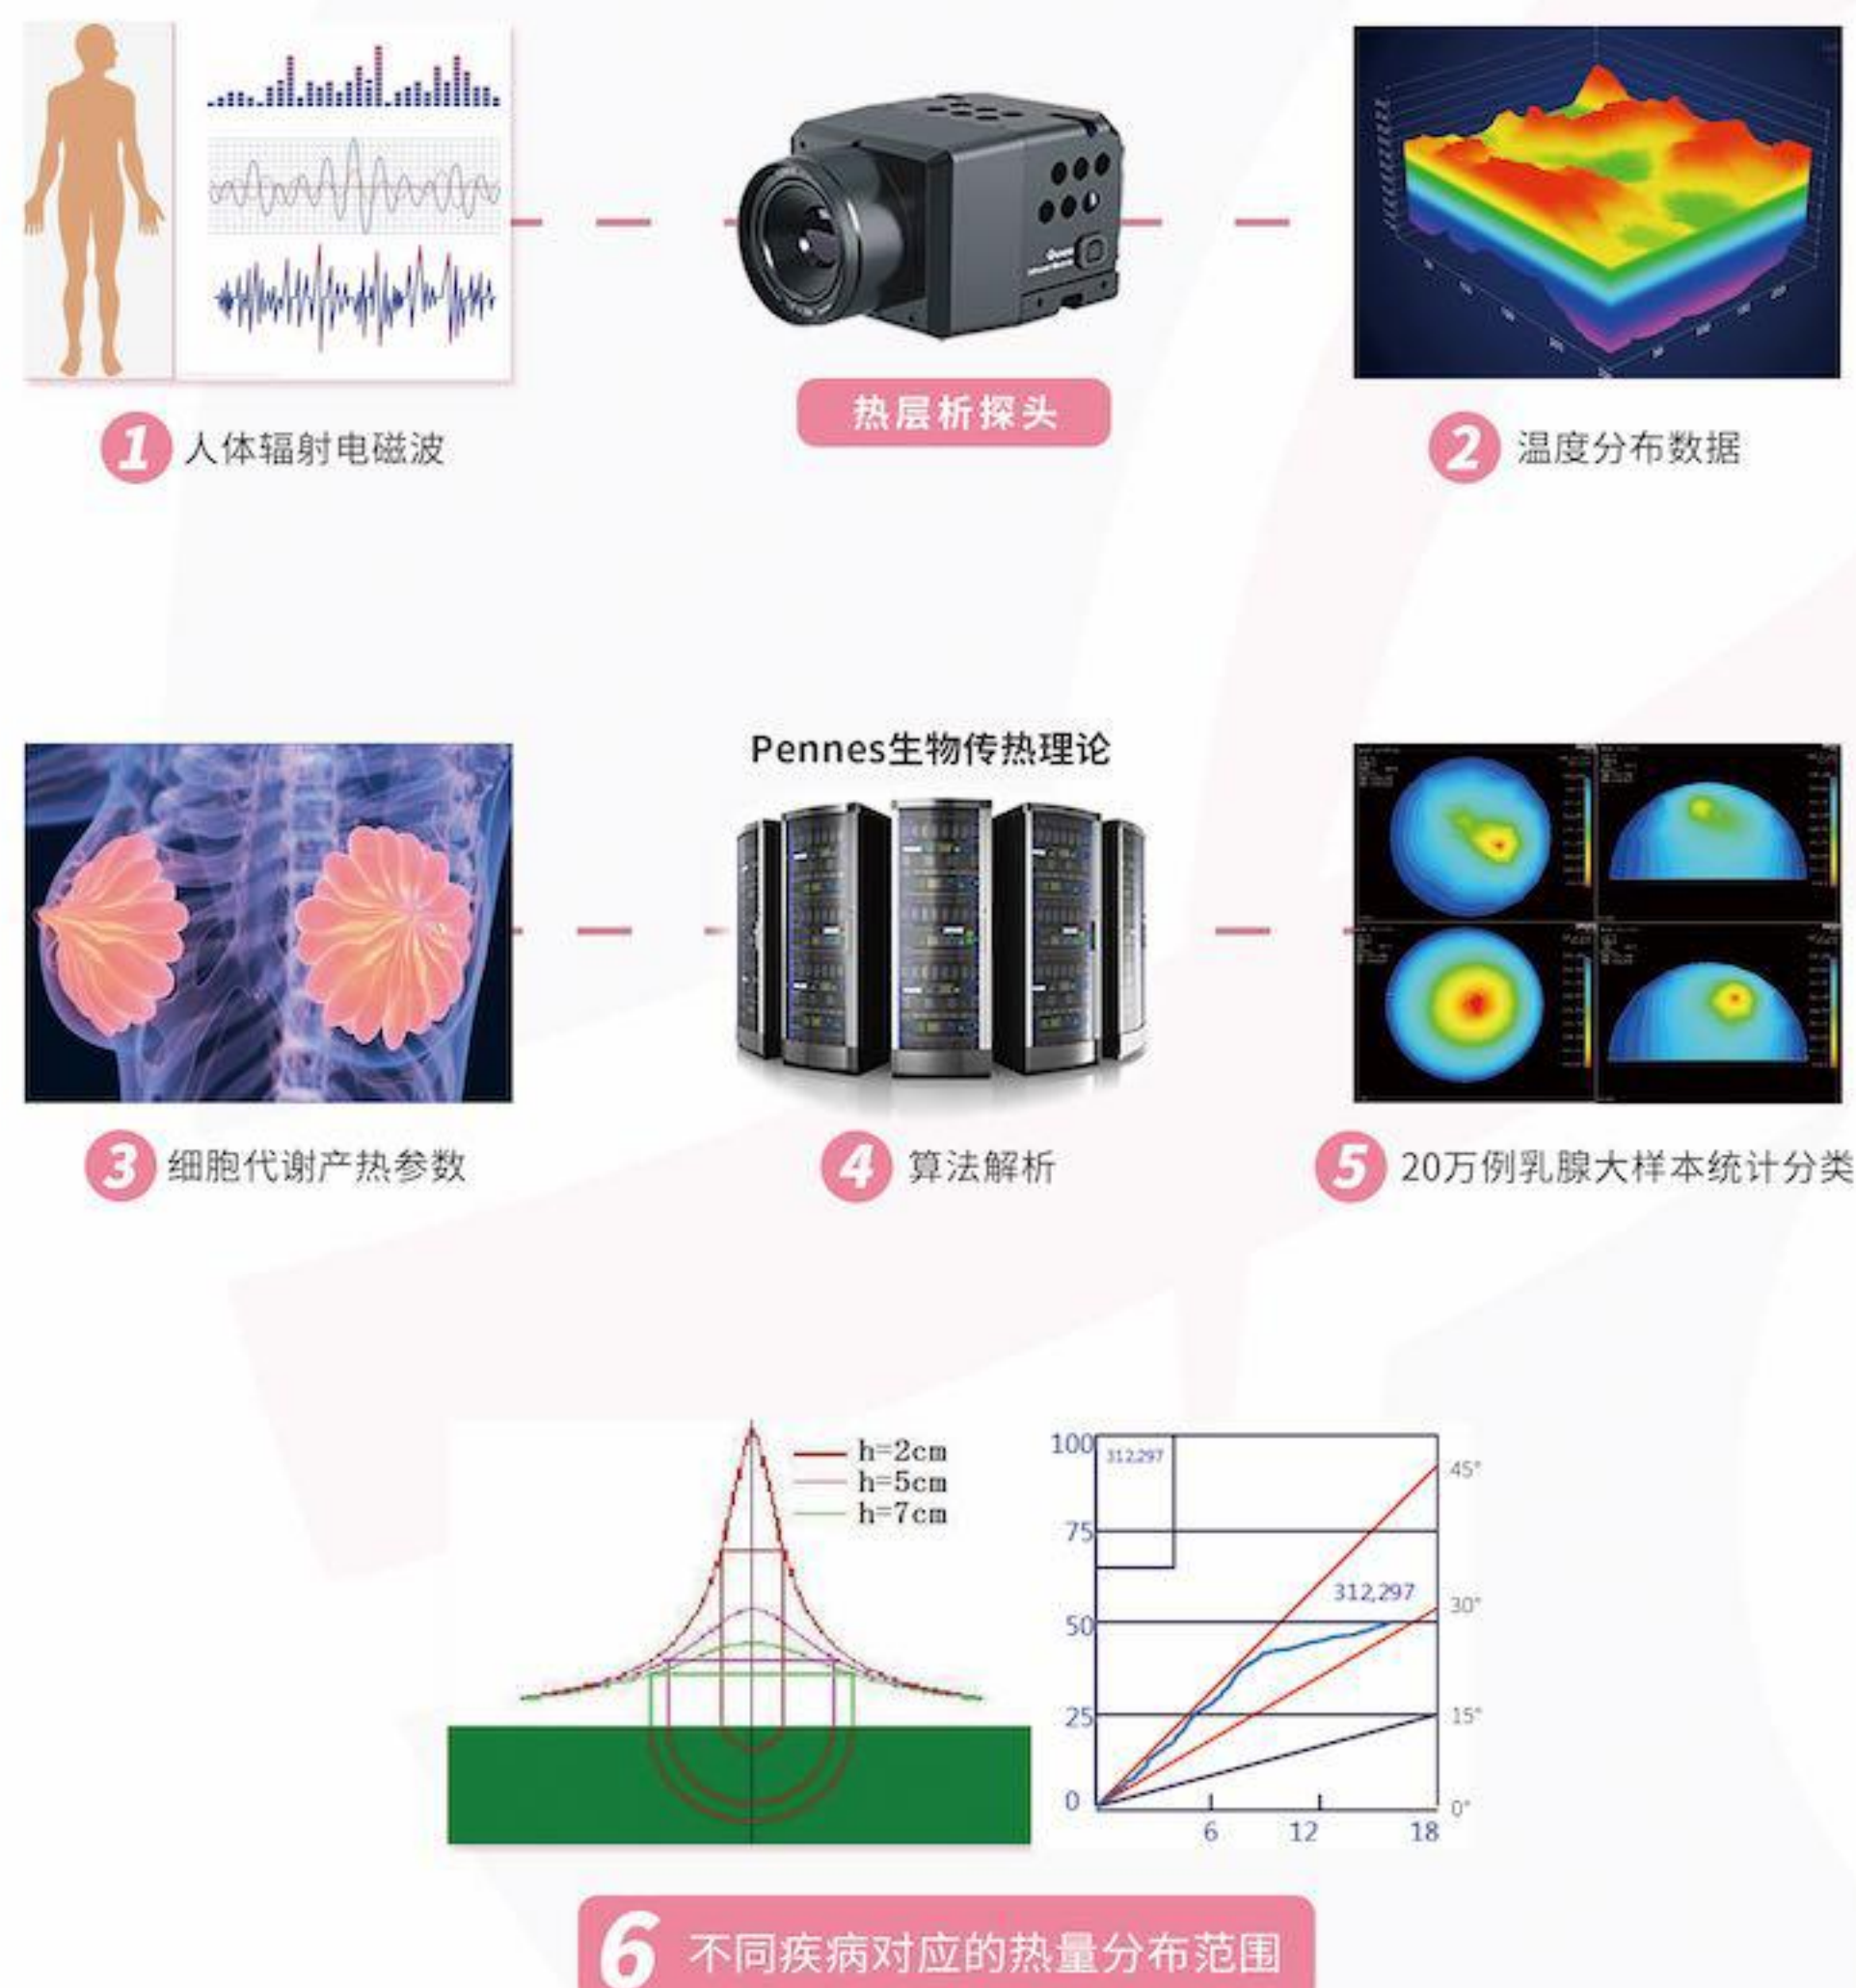 热层析探头
1 人体辐射电磁波
2 温度分布数据
Pennes生物传热理论
3 细胞代谢产热参数
4 算法解析
5 20万例乳腺大样本统计分类
h=2cm
h=5cm
h=7cm
100
75
50
25
0
312,297
312,297
45°
30°
15°
0°
6 12 18
6 不同疾病对应的热量分布范围